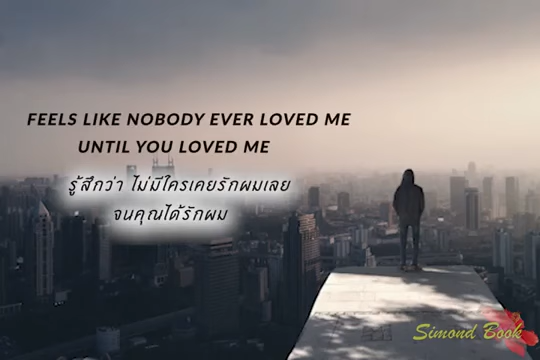 FEELS LIKE NOBODY EVER LOVED ME
UNTIL YOU LOVED ME
รู้สึกว่า ไม่มีใครเคยรักผมเลย
จนคุณได้รักผม
Simond Book